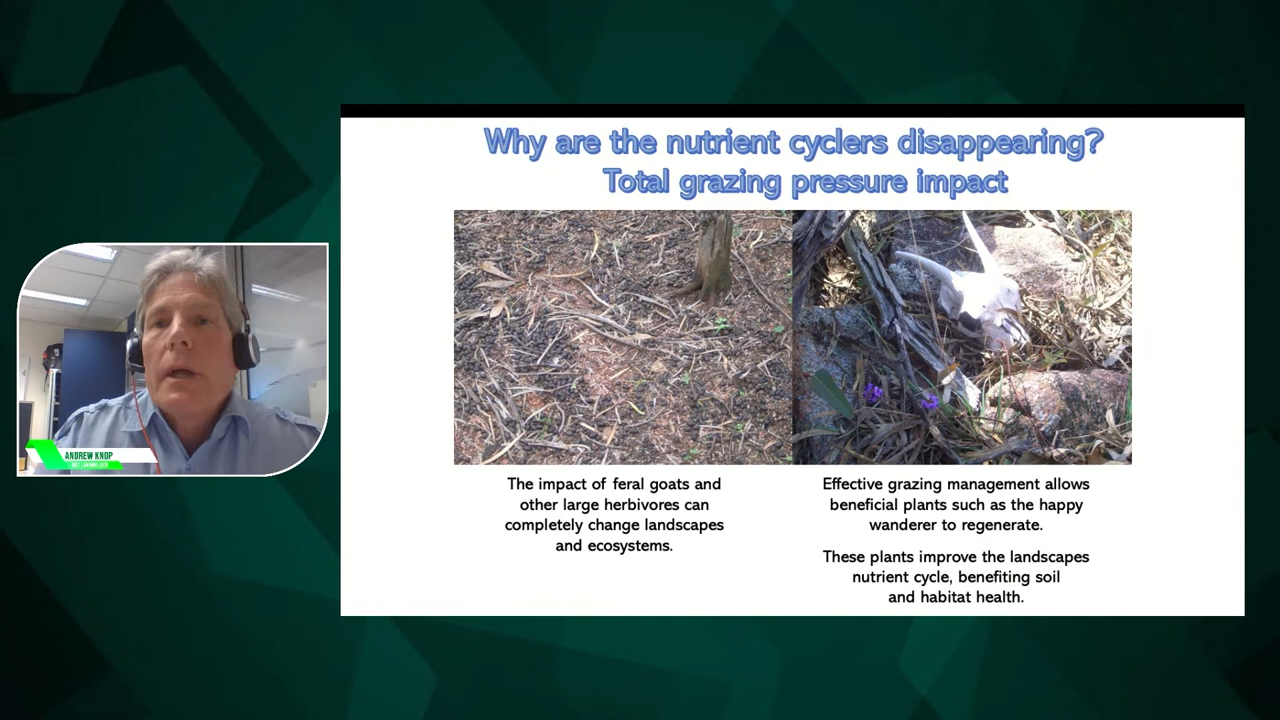 Why are the nutrient cyclers disappearing?
Total grazing pressure impact
ANDREW KNOP
The impact of feral goats and
other large herbivores can
completely change landscapes
and ecosystems.
Effective grazing management allows
beneficial plants such as the happy
wanderer to regenerate.
These plants improve the landscapes
nutrient cycle, benefiting soil
and habitat health.